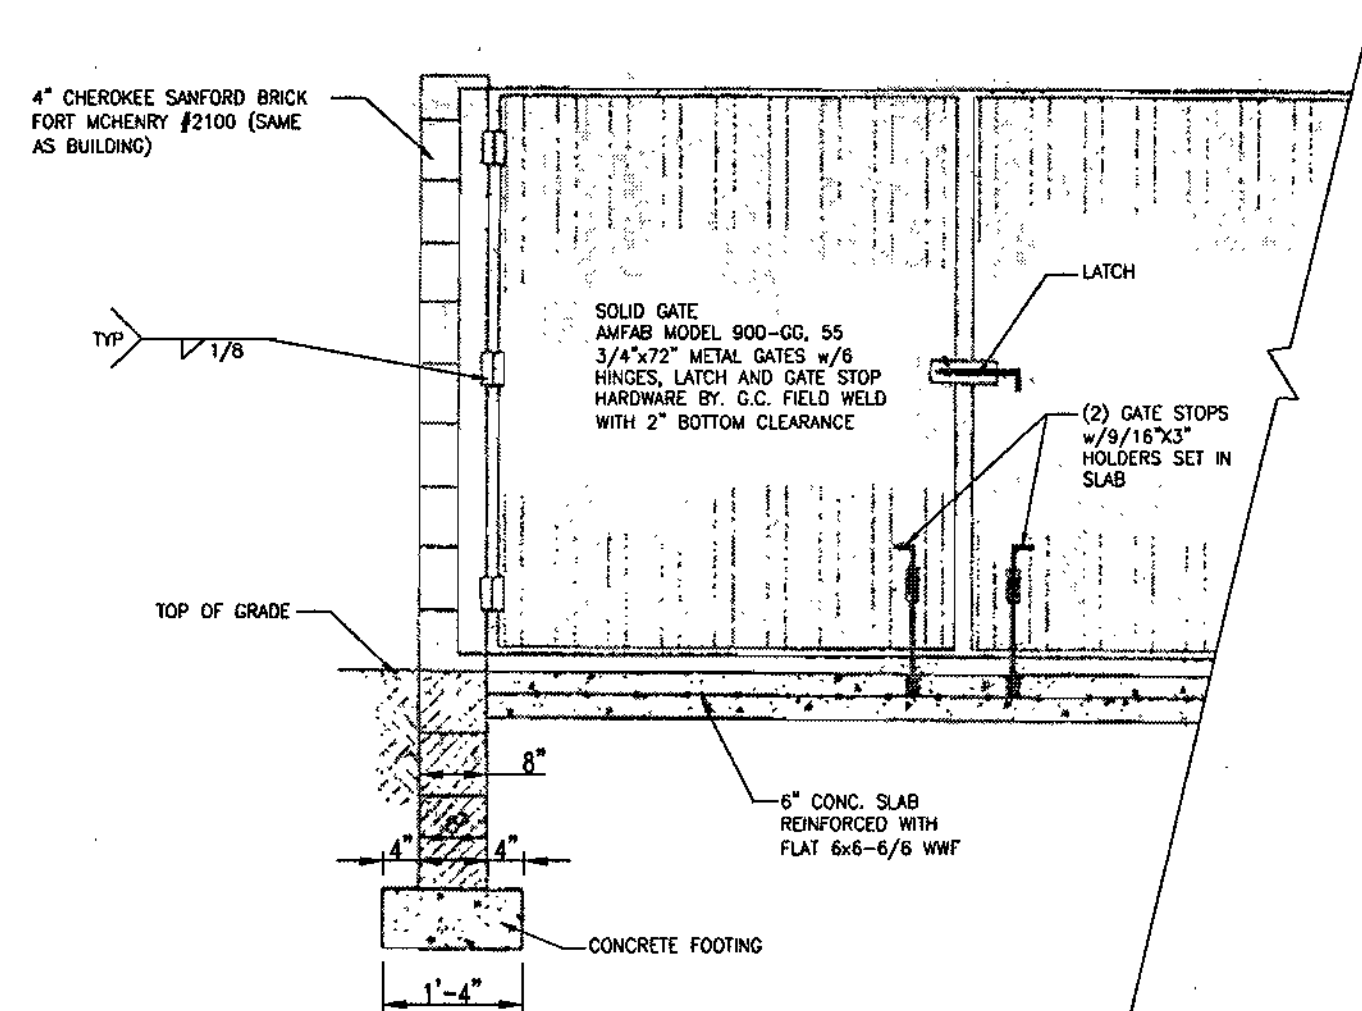 4" CHEROKEE SANFORD BRICK
FORT MCHENRY #2100 (SAME
AS BUILDING)
LATCH
SOLID GATE
AMFAB MODEL 900-GG, 55
3/4"x72" METAL GATES w/6
HINGES, LATCH AND GATE STOP
HARDWARE BY. G.C. FIELD WELD
WITH 2" BOTTOM CLEARANCE
TYP
1/8
(2) GATE STOPS
w/9/16"X3"
HOLDERS SET IN
SLAB
TOP OF GRADE
8"
6" CONC. SLAB
REINFORCED WITH
FLAT 6x6-6/6 WWF
4"
4"
CONCRETE FOOTING
1'-4"